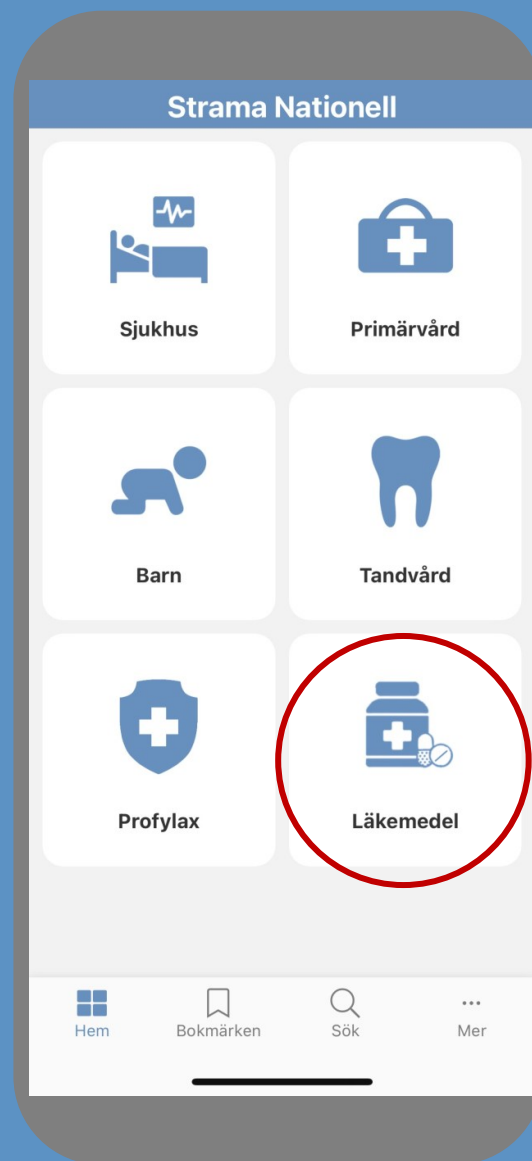 Strama Nationell
Sjukhus
Primärvård
Barn
Tandvård
Profylax
Läkemedel
Hem
Bokmärken
Sök
Mer